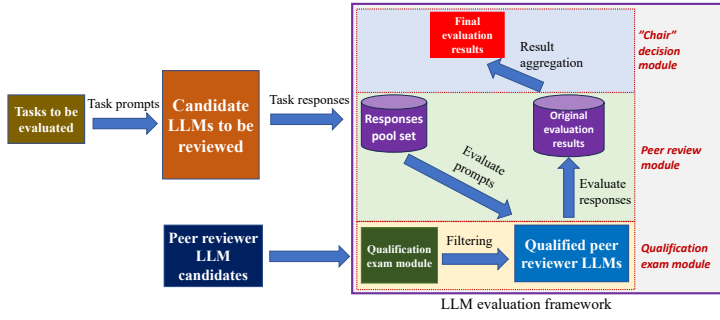 Final
evaluation
results
"Chair"
decision
module
Result
aggregation
Tasks to be
evaluated
Task prompts
Candidate
LLMs to be
reviewed
Task responses
Responses
pool set
Original
evaluation
results
Evaluate
prompts
Evaluate
responses
Peer review
module
Peer reviewer
LLM
candidates
Qualification
exam module
Filtering
Qualified peer
reviewer LLMs
Qualification
exam module
LLM evaluation framework